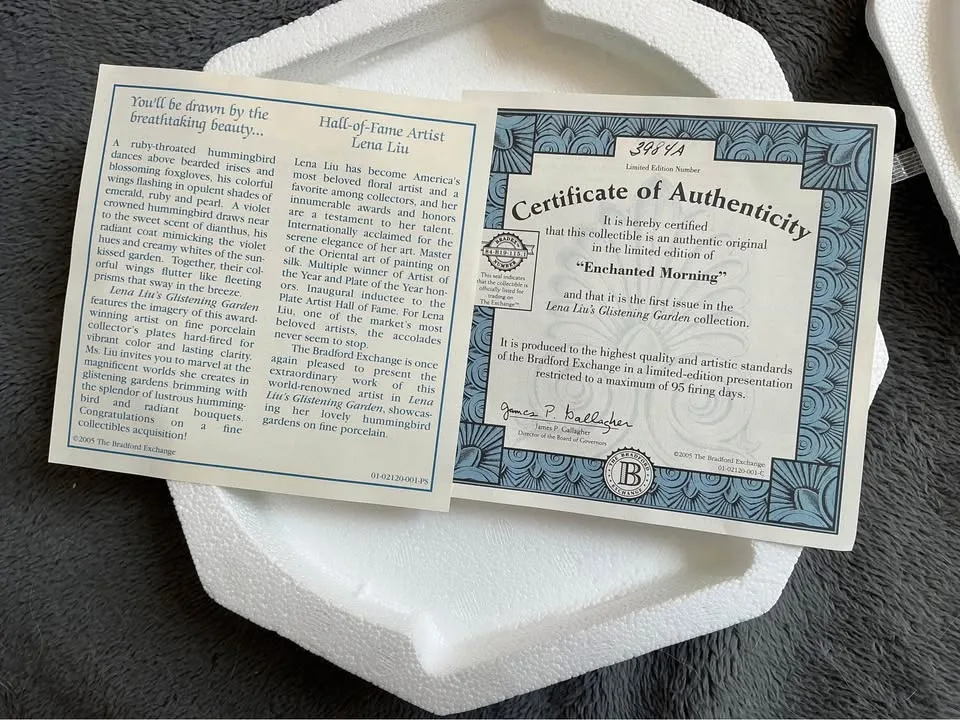 You'll be drawn by the
breathtaking beauty...
A ruby-throated hummingbird
dances above bearded irises and
blossoming foxgloves, his colorful
wings flashing in opulent shades of
emerald, ruby and pearl. A violet
crowned hummingbird draws near
to the sweet scent of dianthus, his
radiant coat mimicking the violet
hues and creamy whites of the sun-
kissed garden. Together, their col-
orful wings flutter like fleeting
prisms that sway in the breeze.
Lena Liu's Glistening Garden
features the imagery of this award-
winning artist on fine porcelain
collector's plates hard-fired for
vibrant color and lasting clarity.
Ms. Liu invites you to marvel at the
magnificent worlds she creates in
glistening gardens brimming with
the splendor of lustrous humming-
bird and radiant bouquets.
Congratulations on a fine
collectibles acquisition!
©2005 The Bradford Exchange
Hall-of-Fame Artist
Lena Liu
Lena Liu has become America's
most beloved floral artist and a
favorite among collectors, and her
innumerable awards and honors
are a testament to her talent.
Internationally acclaimed for the
serene elegance of her art. Master
of the Oriental art of painting on
silk. Multiple winner of Artist of
the Year and Plate of the Year hon-
ors. Inaugural inductee to the
Plate Artist Hall of Fame. For Lena
Liu, one of the market's most
beloved artists, the accolades
never seem to stop.
The Bradford Exchange is once
again pleased to present the
extraordinary work of this
world-renowned artist in Lena
Liu's Glistening Garden, showcas-
ing her lovely hummingbird
gardens on fine porcelain.
01-02120-001-PS
3984A
Limited Edition Number
Certificate of Authenticity
It is hereby certified
that this collectible is an authentic original
in the limited edition of
“Enchanted Morning”
and that it is the first issue in the
Lena Liu's Glistening Garden collection.
BRADEX
84-B10-115.1
NUMBER
This seal indicates
that the collectible is
officially listed for
trading on
The Exchange™
It is produced to the highest quality and artistic standards
of the Bradford Exchange in a limited-edition presentation
restricted to a maximum of 95 firing days.
James P. Gallagher
James P. Gallagher
Director of the Board of Governors
©2005 The Bradford Exchange
01-02120-001-C
THE BRADFORD
B
EXCHANGE